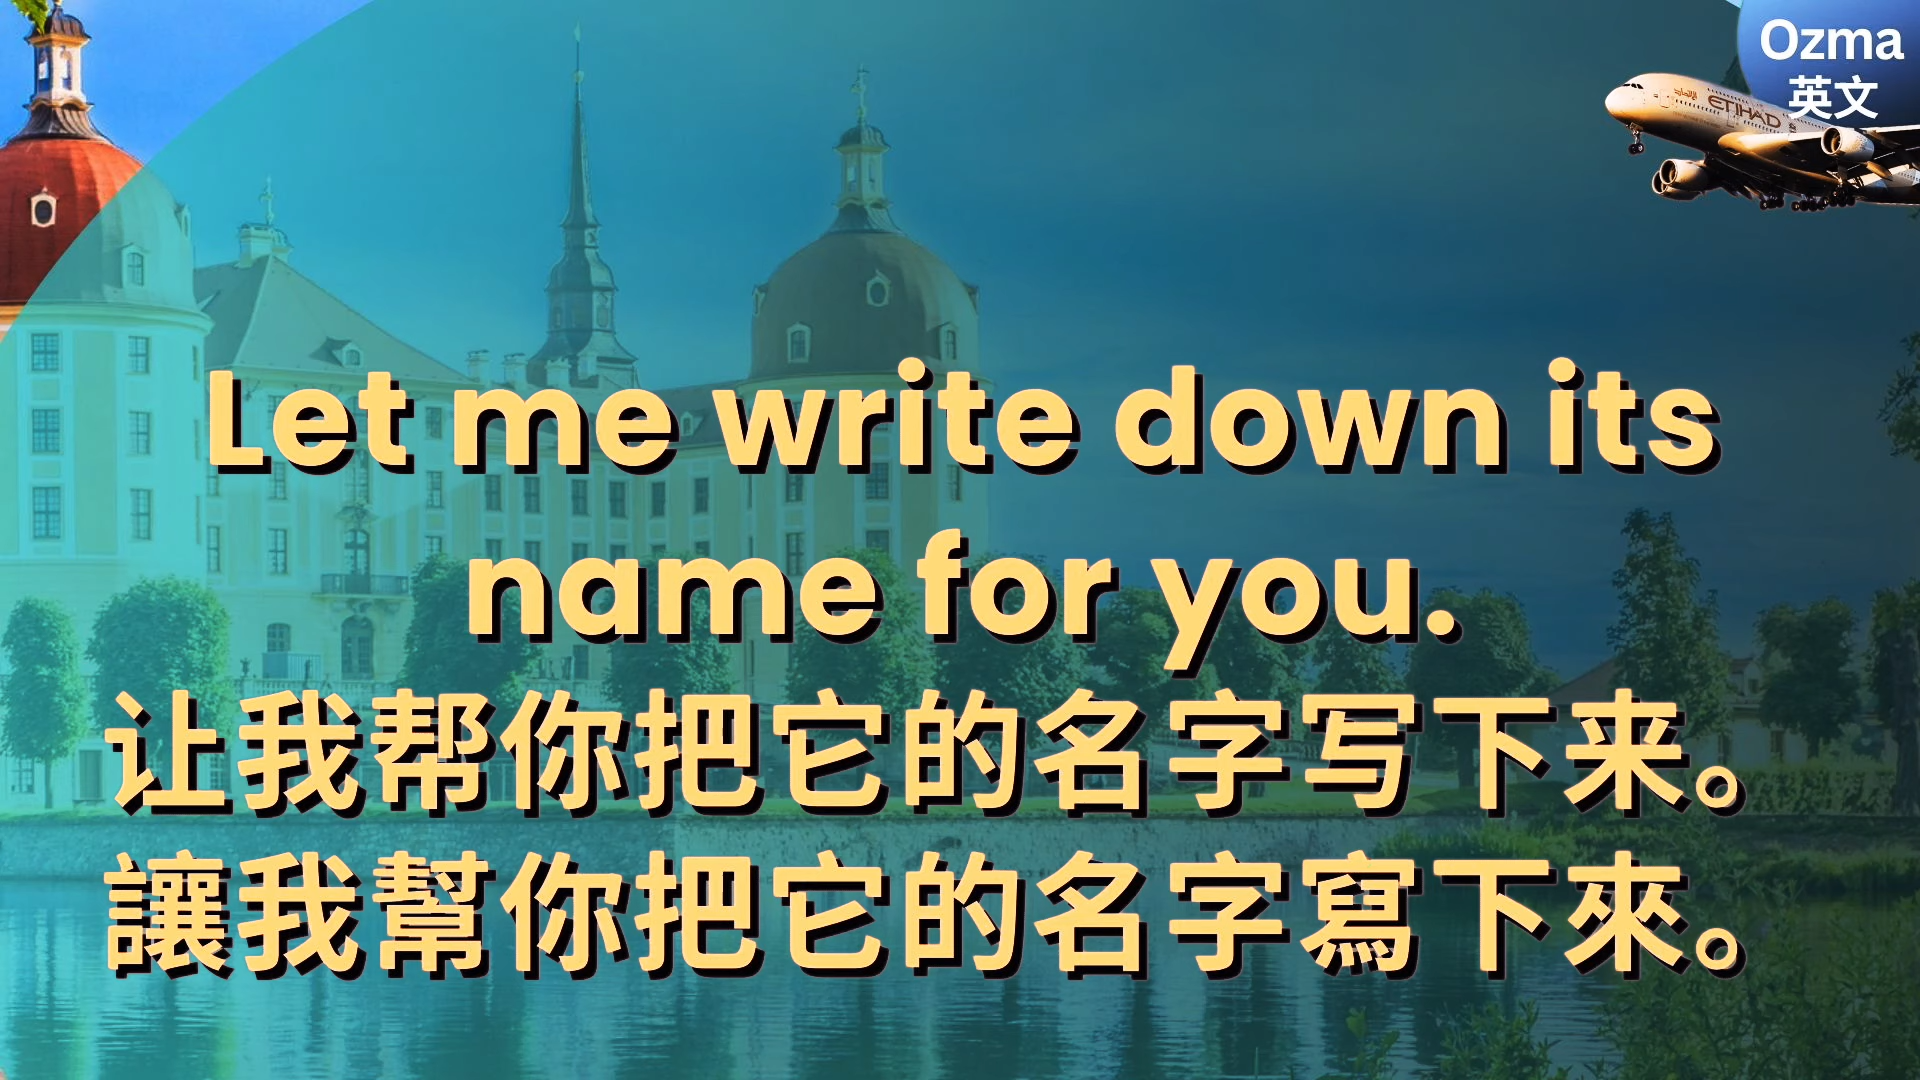 Ozma
英文
ETIHAD
Let me write down its
name for you.
让我帮你把它的名字写下来。
讓我幫你把它的名字寫下來。